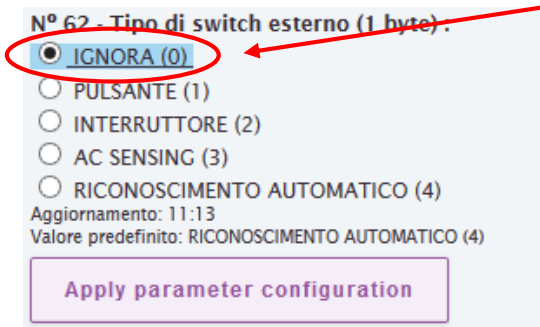 Nº 62 - Tipo di switch esterno (1 byte) :
IGNORA (0)
PULSANTE (1)
INTERRUTTORE (2)
AC SENSING (3)
RICONOSCIMENTO AUTOMATICO (4)
Aggiornamento: 11:13
Valore predefinito: RICONOSCIMENTO AUTOMATICO (4)
Apply parameter configuration